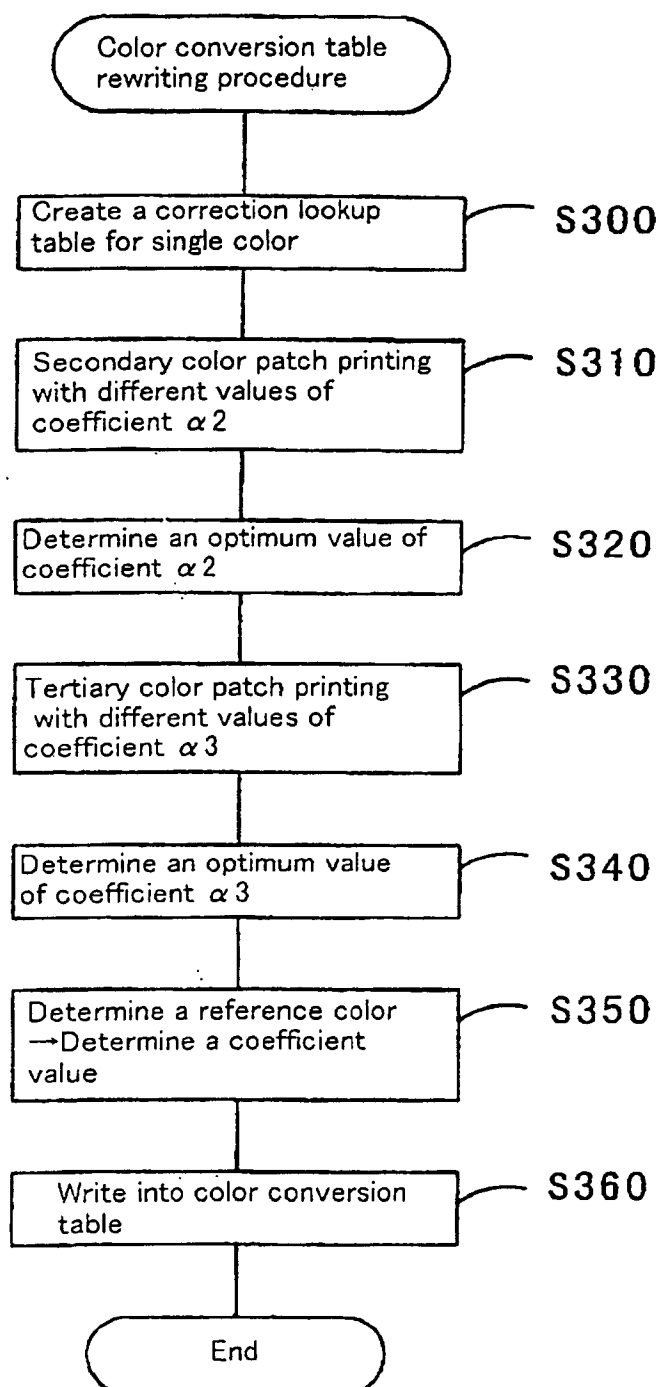 Color conversion table
rewriting procedure
Create a correction lookup
table for single color
S300
Secondary color patch printing
with different values of
coefficient α2
S310
Determine an optimum value of
coefficient α2
S320
Tertiary color patch printing
with different values of
coefficient α3
S330
Determine an optimum value
of coefficient α3
S340
Determine a reference color
→Determine a coefficient
value
S350
Write into color conversion
table
S360
End